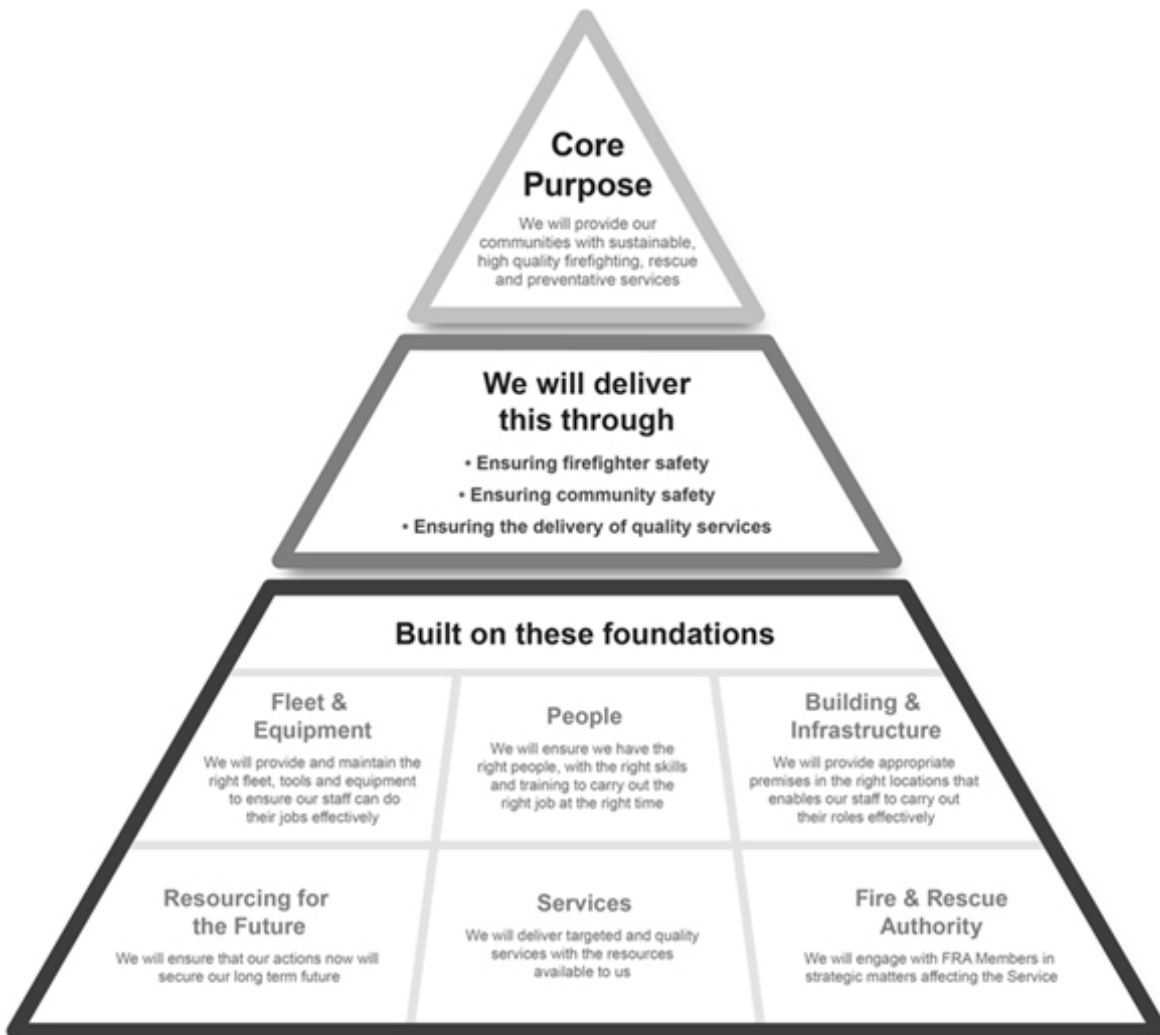 Core
Purpose
We will provide our
communities with sustainable,
high quality firefighting, rescue
and preventative services
We will deliver
this through
• Ensuring firefighter safety
• Ensuring community safety
• Ensuring the delivery of quality services
Built on these foundations
Fleet &
Equipment
We will provide and maintain the
right fleet, tools and equipment
to ensure our staff can do
their jobs effectively
People
We will ensure we have the
right people, with the right skills
and training to carry out the
right job at the right time
Building &
Infrastructure
We will provide appropriate
premises in the right locations that
enables our staff to carry out
their roles effectively
Resourcing for
the Future
We will ensure that our actions now will
secure our long term future
Services
We will deliver targeted and quality
services with the resources
available to us
Fire & Rescue
Authority
We will engage with FRA Members in
strategic matters affecting the Service